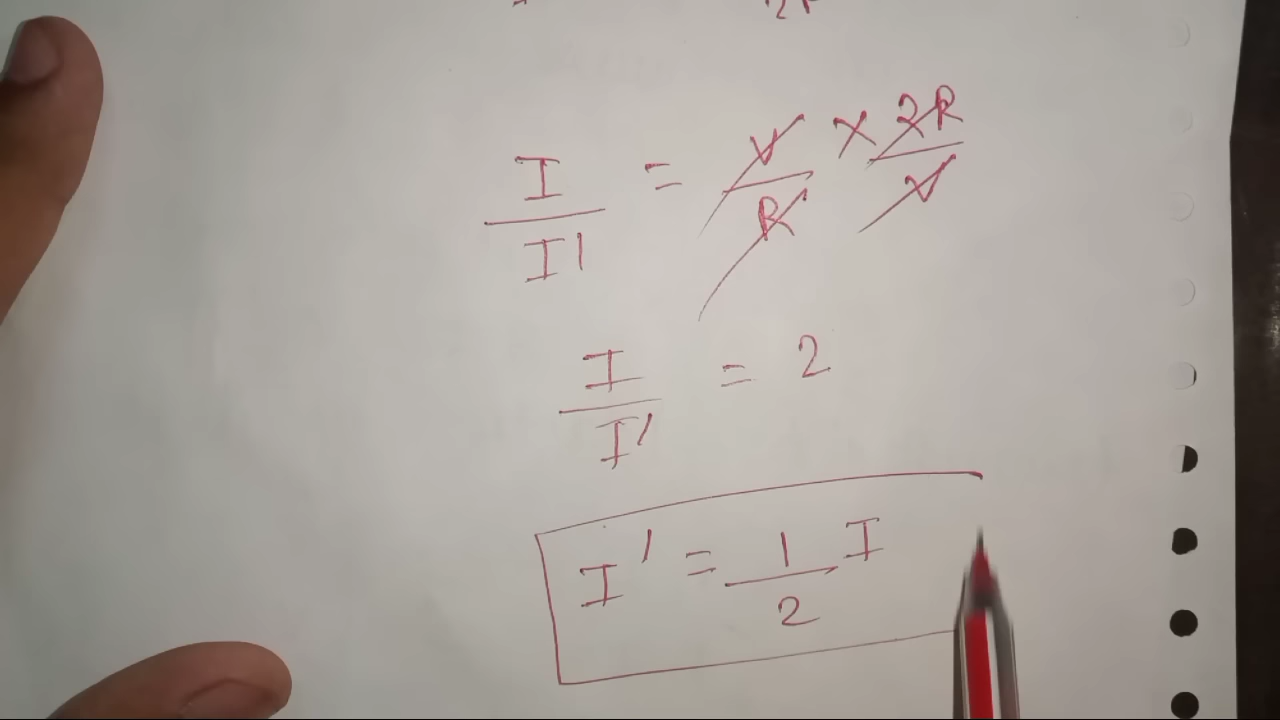 I/I' = V/R × 2R/V
I/I' = 2
I' = 1/2 I